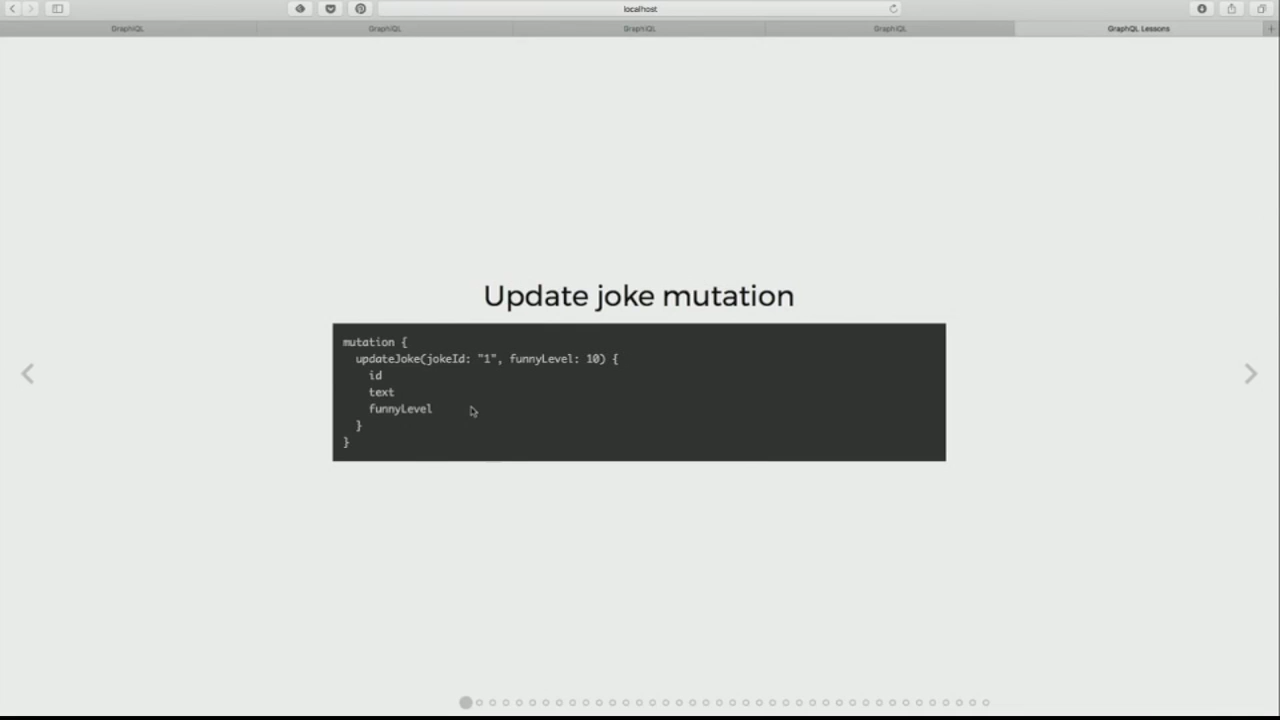 localhost
GraphiQL
GraphiQL
GraphiQL
GraphiQL
GraphQL Lessons
Update joke mutation
mutation {
  updateJoke(jokeId: "1", funnyLevel: 10) {
    id
    text
    funnyLevel
  }
}